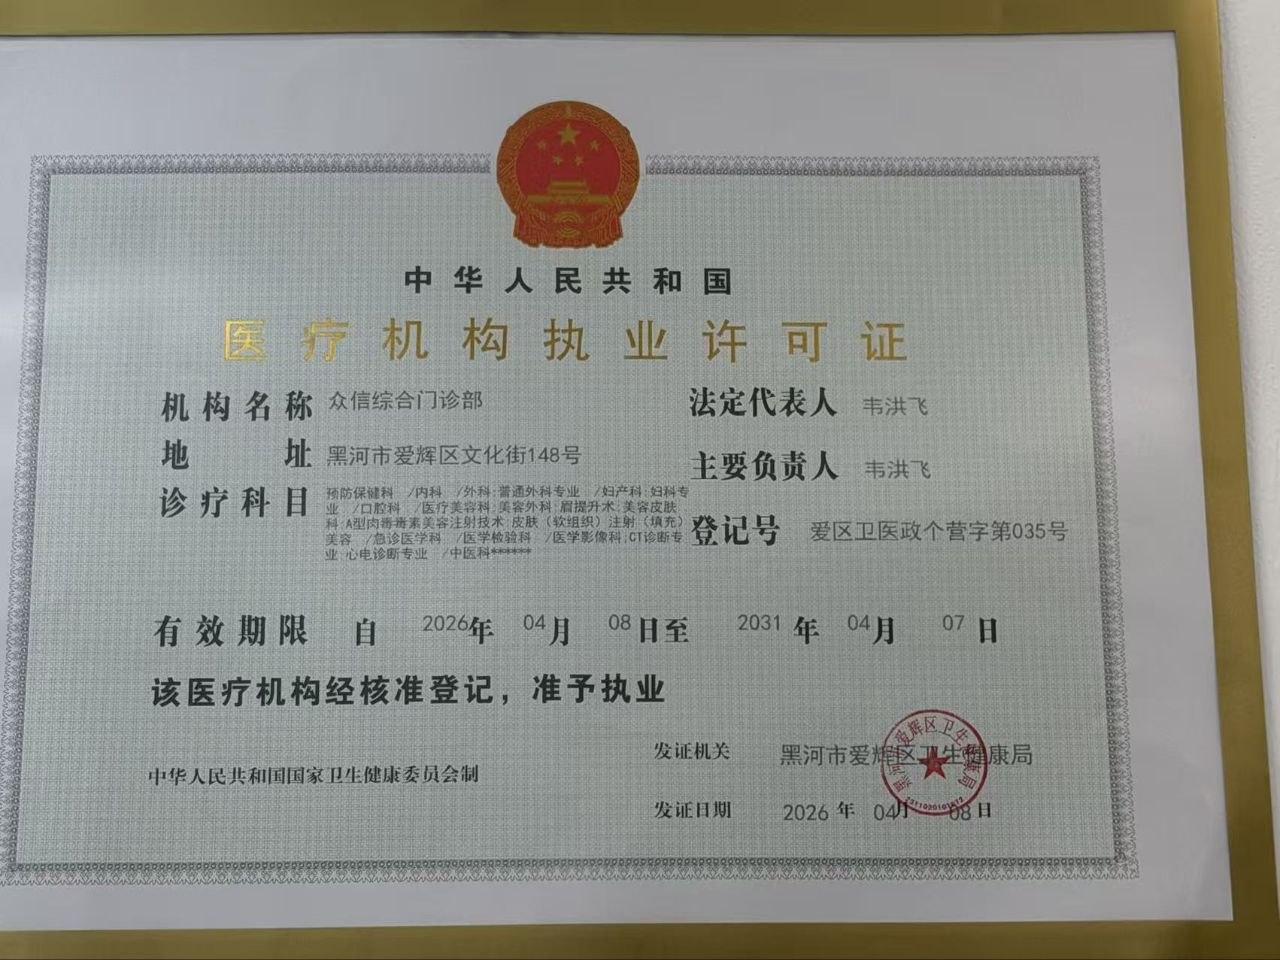 中华人民共和国
医疗机构执业许可证
机构名称 众信综合门诊部
法定代表人 韦洪飞
地址 黑河市爱辉区文化街148号
主要负责人 韦洪飞
诊疗科目 预防保健科 /内科 /外科;普通外科专业 /妇产科;妇科专
业 /口腔科 /医疗美容科;美容外科;眉提升术;美容皮肤
科;A型肉毒毒素美容注射技术;皮肤（软组织）注射（填充）
美容 /急诊医学科 /医学检验科 /医学影像科;CT诊断专
业;心电诊断专业 /中医科******
登记号 爱区卫医政个营字第035号
有效期限 自 2026年 04月 08日至 2031年 04月 07日
该医疗机构经核准登记，准予执业
发证机关 黑河市爱辉区卫生健康局
中华人民共和国国家卫生健康委员会制
发证日期 2026年 04月 08日
黑河市爱辉区卫生健康局